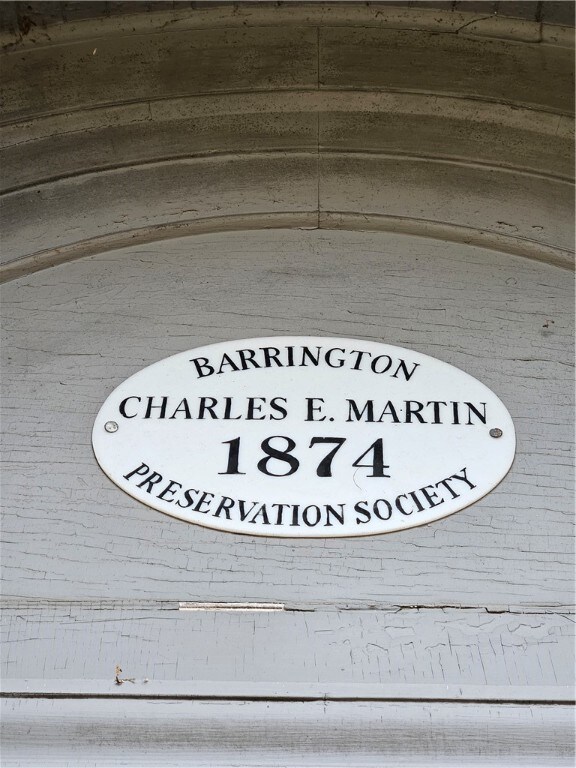 BARRINGTON
CHARLES E. MARTIN
1874
PRESERVATION SOCIETY